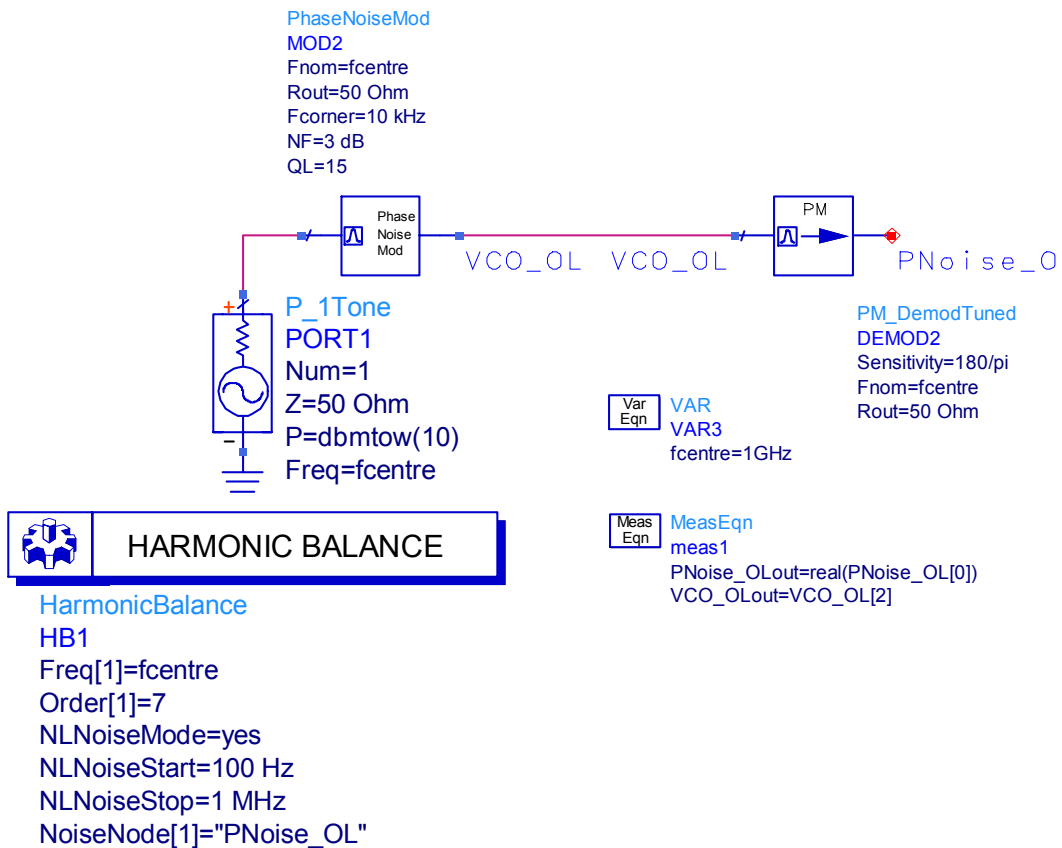 PhaseNoiseMod
MOD2
Fnom=fcentre
Rout=50 Ohm
Fcorner=10 kHz
NF=3 dB
QL=15
Phase
Noise
Mod
PM
VCO_OL VCO_OL PNoise_O
P_1Tone
PORT1
Num=1
Z=50 Ohm
P=dbmtow(10)
Freq=fcentre
+
-
PM_DemodTuned
DEMOD2
Sensitivity=180/pi
Fnom=fcentre
Rout=50 Ohm
Var
Eqn
VAR
VAR3
fcentre=1GHz
Meas
Eqn
MeasEqn
meas1
PNoise_OLout=real(PNoise_OL[0])
VCO_OLout=VCO_OL[2]
HARMONIC BALANCE
HarmonicBalance
HB1
Freq[1]=fcentre
Order[1]=7
NLNoiseMode=yes
NLNoiseStart=100 Hz
NLNoiseStop=1 MHz
NoiseNode[1]="PNoise_OL"